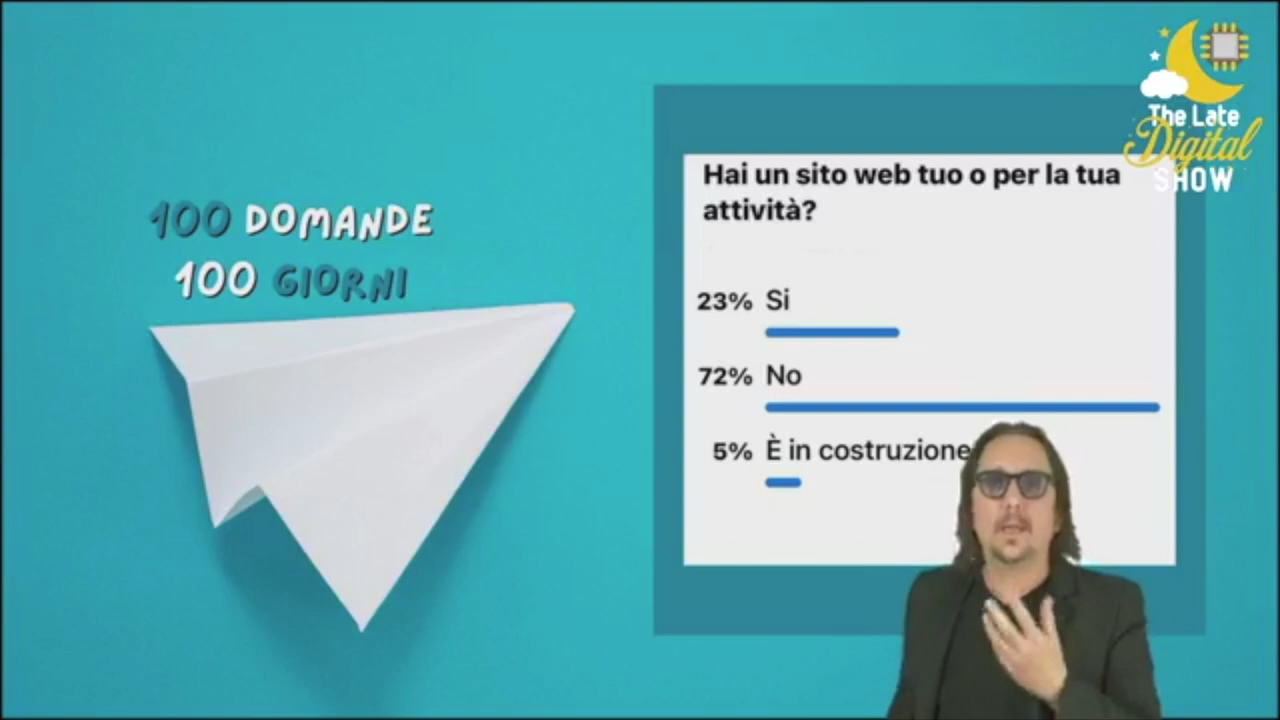 100 DOMANDE
100 GIORNI
The Late
Digital
SHOW
Hai un sito web tuo o per la tua
attività?
23% Si
72% No
5% È in costruzione